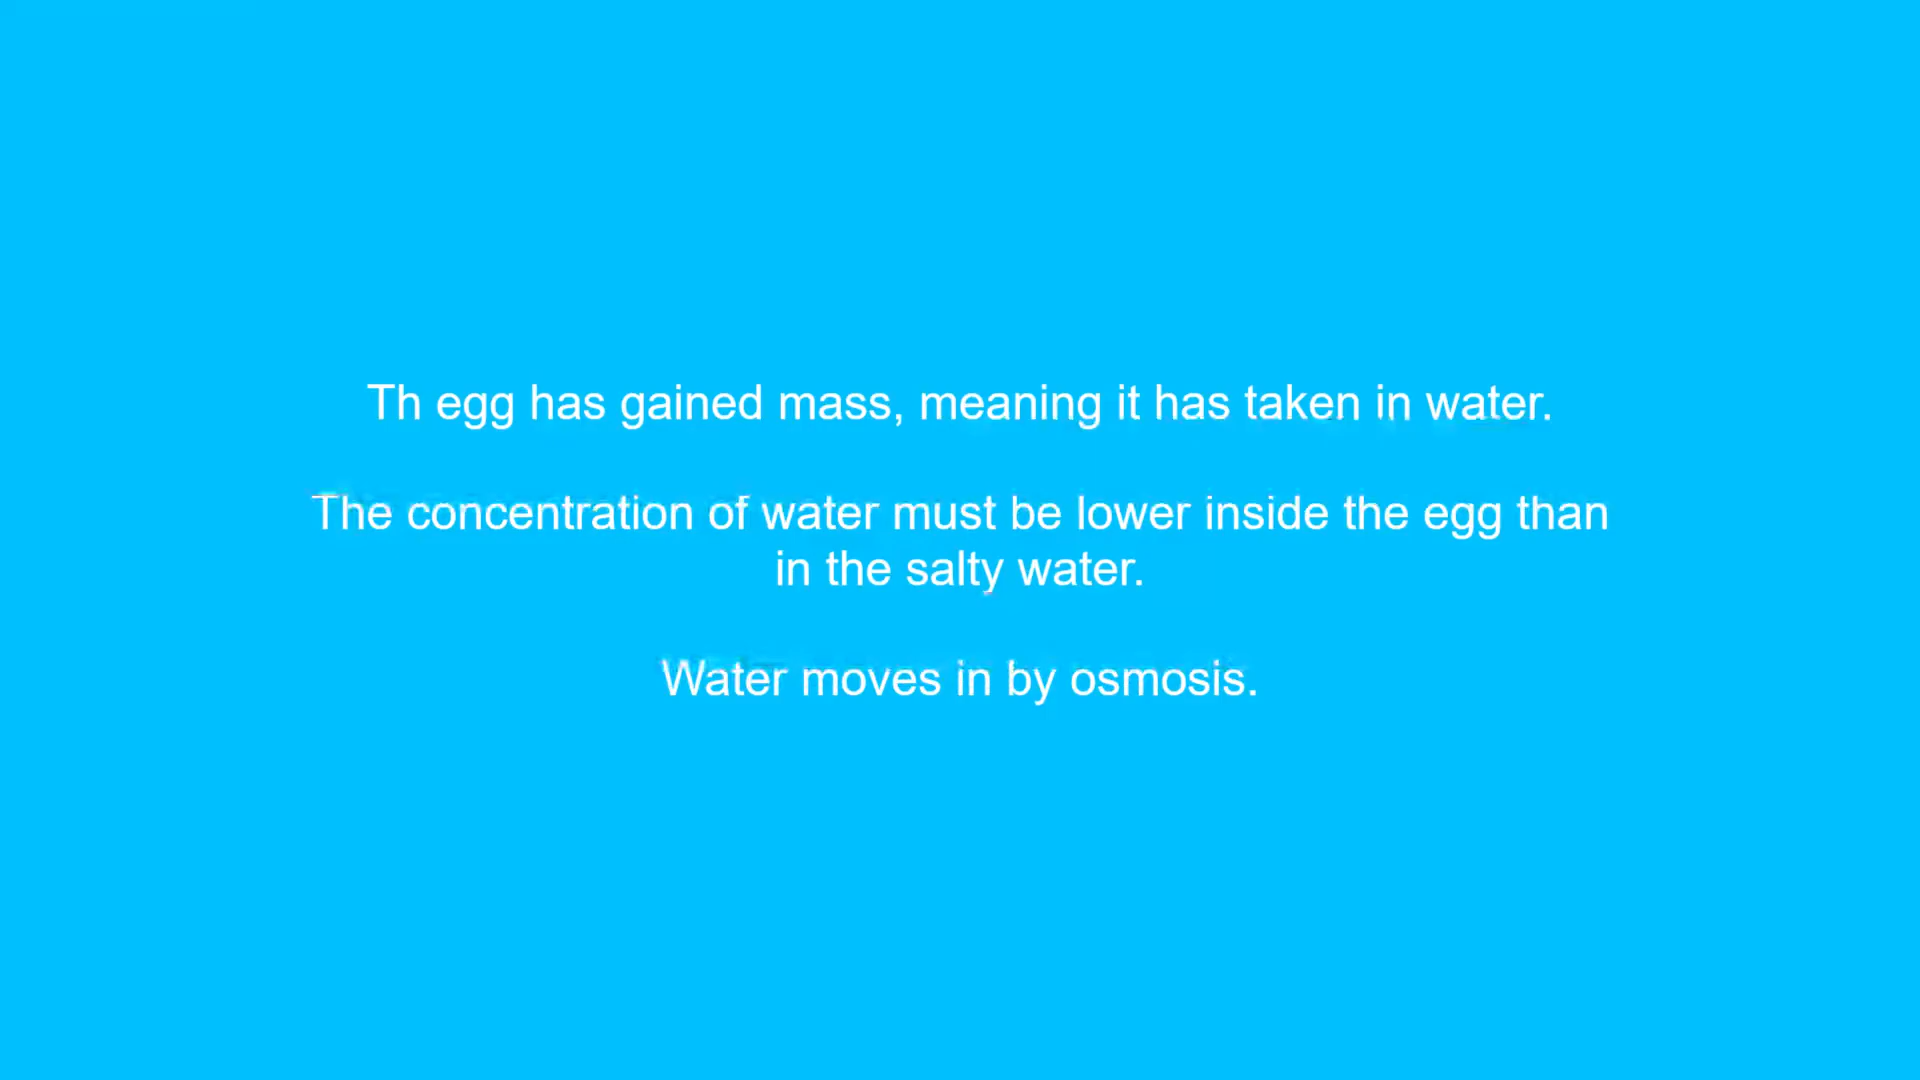 Th egg has gained mass, meaning it has taken in water.
The concentration of water must be lower inside the egg than
in the salty water.
Water moves in by osmosis.